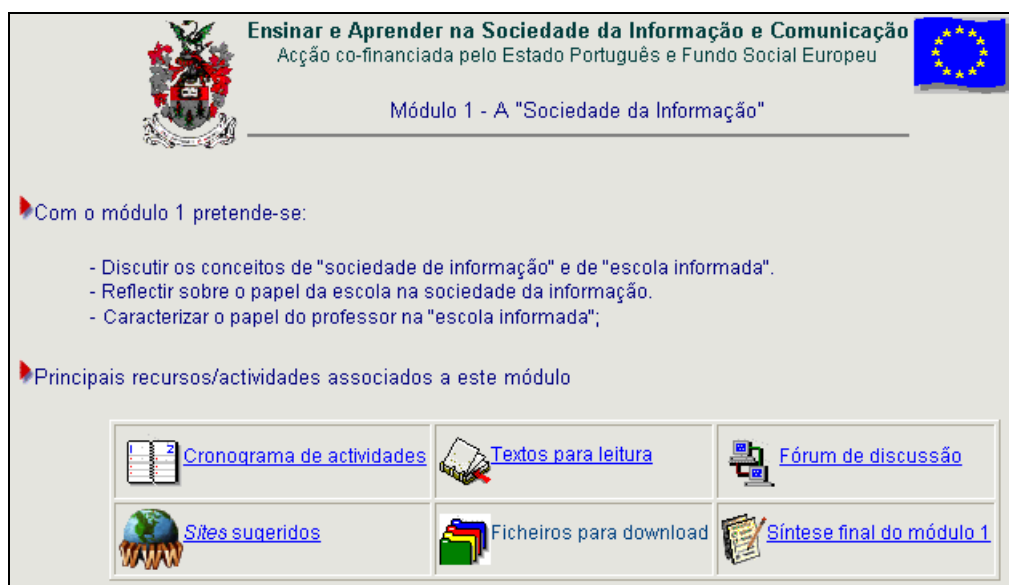 Ensinar e Aprender na Sociedade da Informação e Comunicação
Acção co-financiada pelo Estado Português e Fundo Social Europeu
Módulo 1 - A "Sociedade da Informação"
Com o módulo 1 pretende-se:
- Discutir os conceitos de "sociedade de informação" e de "escola informada".
- Reflectir sobre o papel da escola na sociedade da informação.
- Caracterizar o papel do professor na "escola informada";
Principais recursos/actividades associados a este módulo
1 2 Cronograma de actividades Textos para leitura Fórum de discussão
Sites sugeridos Ficheiros para download Síntese final do módulo 1